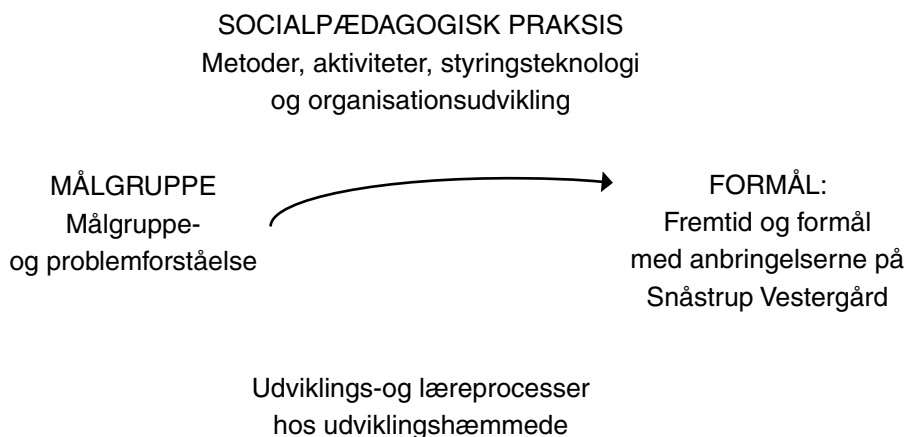 SOCIALPÆDAGOGISK PRAKSIS
Metoder, aktiviteter, styringsteknologi
og organisationsudvikling
MÅLGRUPPE
Målgruppe-
og problemforståelse
FORMÅL:
Fremtid og formål
med anbringelserne på
Snåstrup Vestergård
Udviklings-og læreprocesser
hos udviklingshæmmede